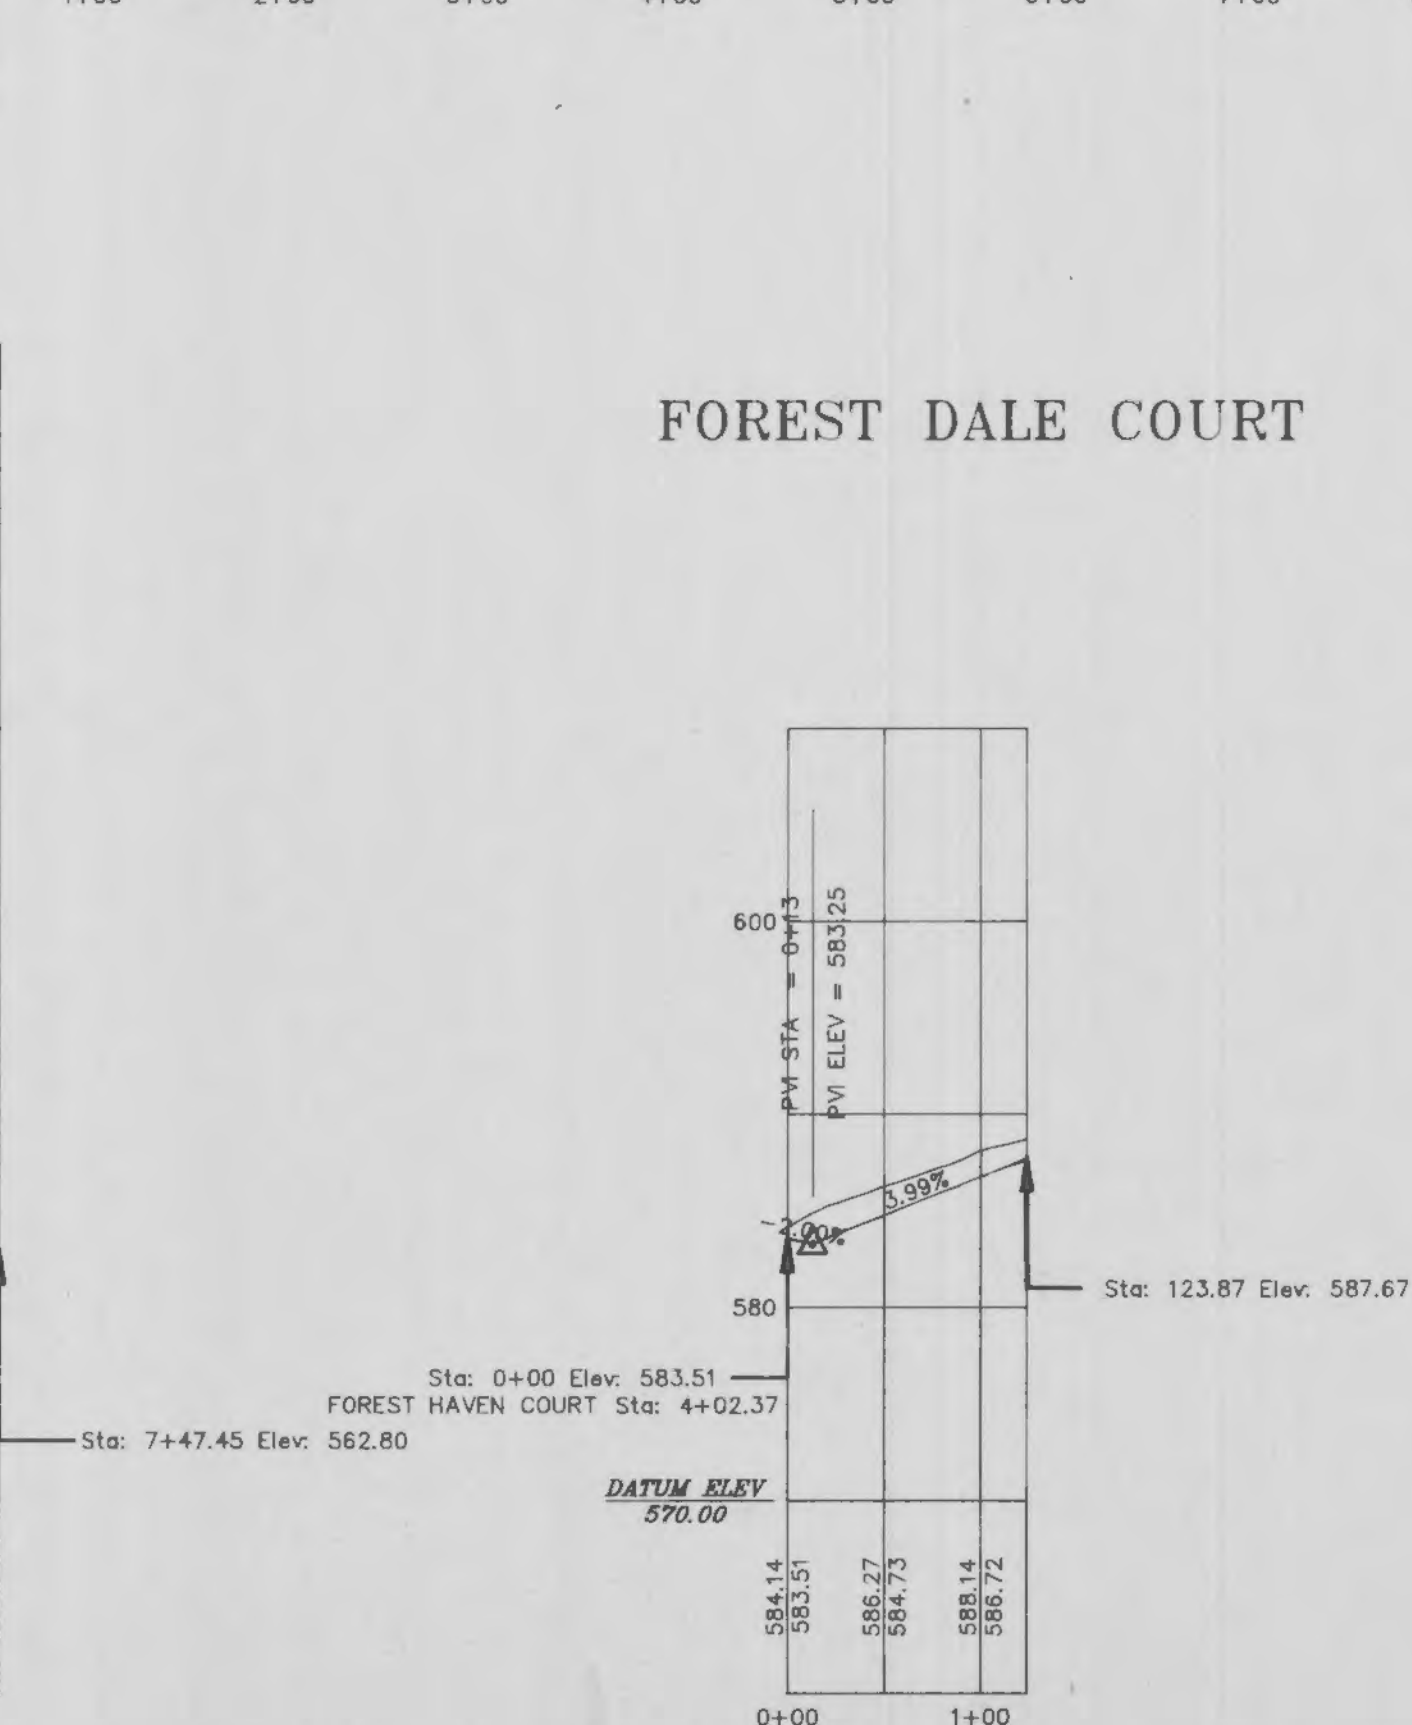 FOREST DALE COURT
600
PVI STA = 0+13
PVI ELEV = 583.25
3.99%
-2.00%
580
Sta: 123.87 Elev: 587.67
Sta: 0+00 Elev: 583.51
FOREST HAVEN COURT Sta: 4+02.37
Sta: 7+47.45 Elev: 562.80
DATUM ELEV
570.00
584.14
583.51
586.27
584.73
588.14
586.72
0+00 1+00